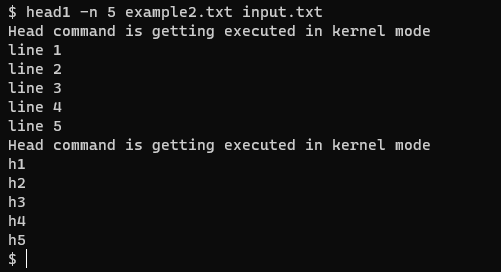 $ head1 -n 5 example2.txt input.txt
Head command is getting executed in kernel mode
line 1
line 2
line 3
line 4
line 5
Head command is getting executed in kernel mode
h1
h2
h3
h4
h5
$